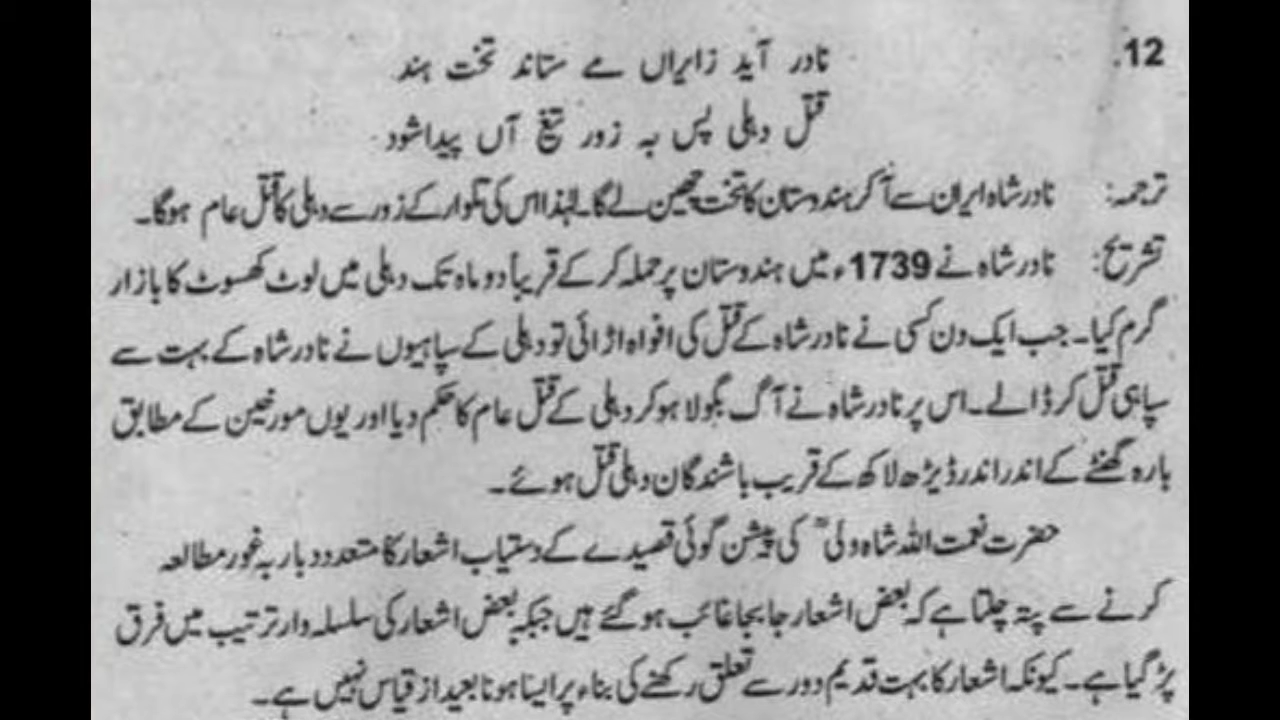 12. نادر آید ز ایراں مے ستاند تخت ہند
قتل دہلی پس بہ زور تیغ آں پیدا شود
ترجمہ: نادر شاہ ایران سے آ کر ہندوستان کا تخت چھین لے گا۔ لہٰذا اس کی تلوار کے زور سے دہلی کا قتل عام ہوگا۔
تشریح: نادر شاہ نے 1739ء میں ہندوستان پر حملہ کر کے قریباً دو ماہ تک دہلی میں لوٹ کھسوٹ کا بازار
گرم کیا۔ جب ایک دن کسی نے نادر شاہ کے قتل کی افواہ اڑائی تو دہلی کے سپاہیوں نے نادر شاہ کے بہت سے
سپاہی قتل کر ڈالے۔ اس پر نادر شاہ نے آگ بگولا ہو کر دہلی کے قتل عام کا حکم دیا اور یوں مورخین کے مطابق
بارہ گھنٹے کے اندر اندر ڈیڑھ لاکھ کے قریب باشندگان دہلی قتل ہوئے۔
حضرت نعمت اللہ شاہ ولیؒ کی پیشن گوئی قصیدے کے دستیاب اشعار کا متعدد بار بہ غور مطالعہ
کرنے سے پتہ چلتا ہے کہ بعض اشعار جا بجا غائب ہو گئے ہیں جبکہ بعض اشعار کی سلسلہ وار ترتیب میں فرق
پڑ گیا ہے۔ کیونکہ اشعار کا بہت قدیم دور سے تعلق رکھنے کی بناء پر ایسا ہونا بعید از قیاس نہیں ہے۔